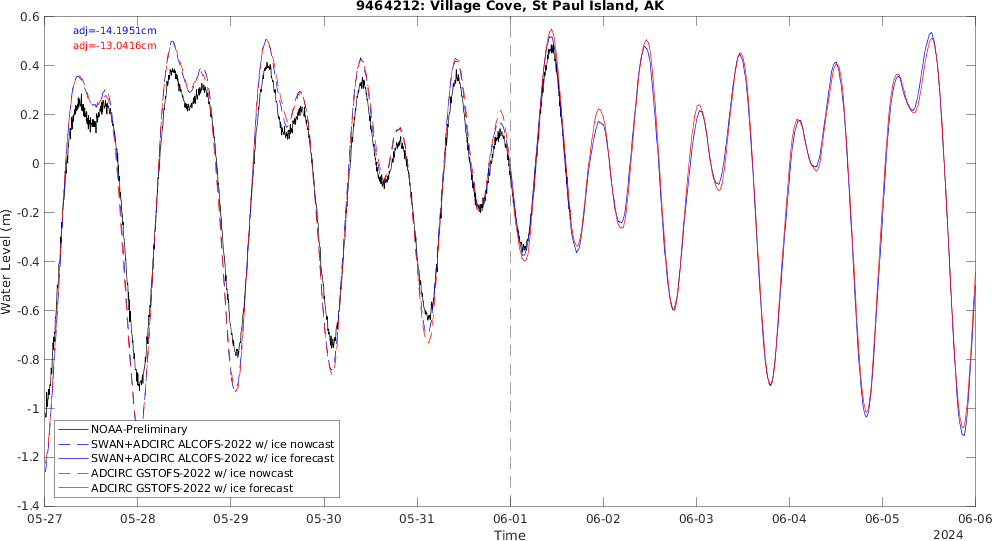 9464212: Village Cove, St Paul Island, AK
adj=-14.1951cm
adj=-13.0416cm
Water Level (m)
0.6
0.4
0.2
0
-0.2
-0.4
-0.6
-0.8
-1
-1.2
-1.4
NOAA-Preliminary
SWAN+ADCIRC ALCOFS-2022 w/ ice nowcast
SWAN+ADCIRC ALCOFS-2022 w/ ice forecast
ADCIRC GSTOFS-2022 w/ ice nowcast
ADCIRC GSTOFS-2022 w/ ice forecast
05-27 05-28 05-29 05-30 05-31 06-01 06-02 06-03 06-04 06-05 06-06
Time
2024